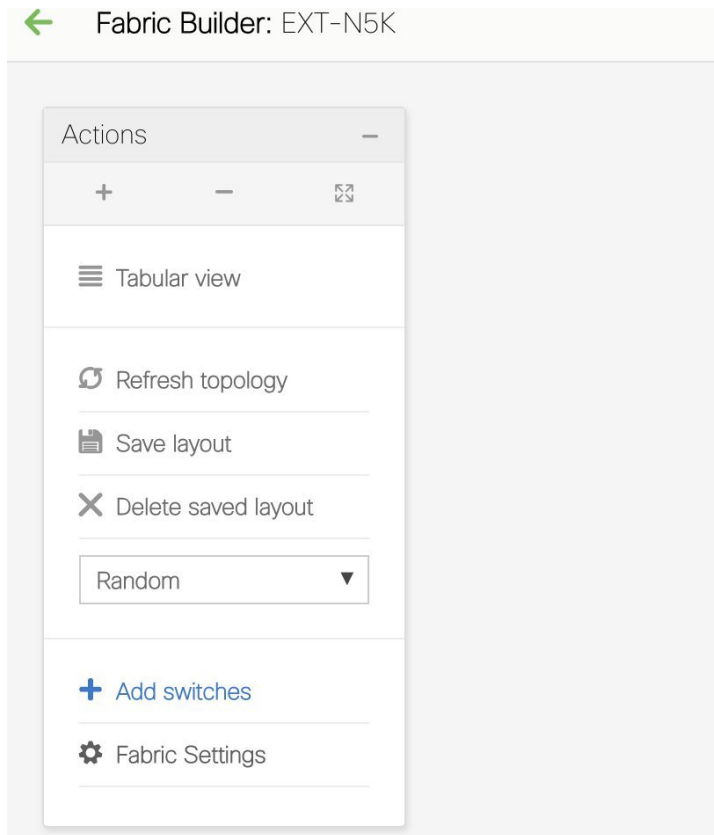 Fabric Builder: EXT-N5K
Actions
Tabular view
Refresh topology
Save layout
Delete saved layout
Random
Add switches
Fabric Settings